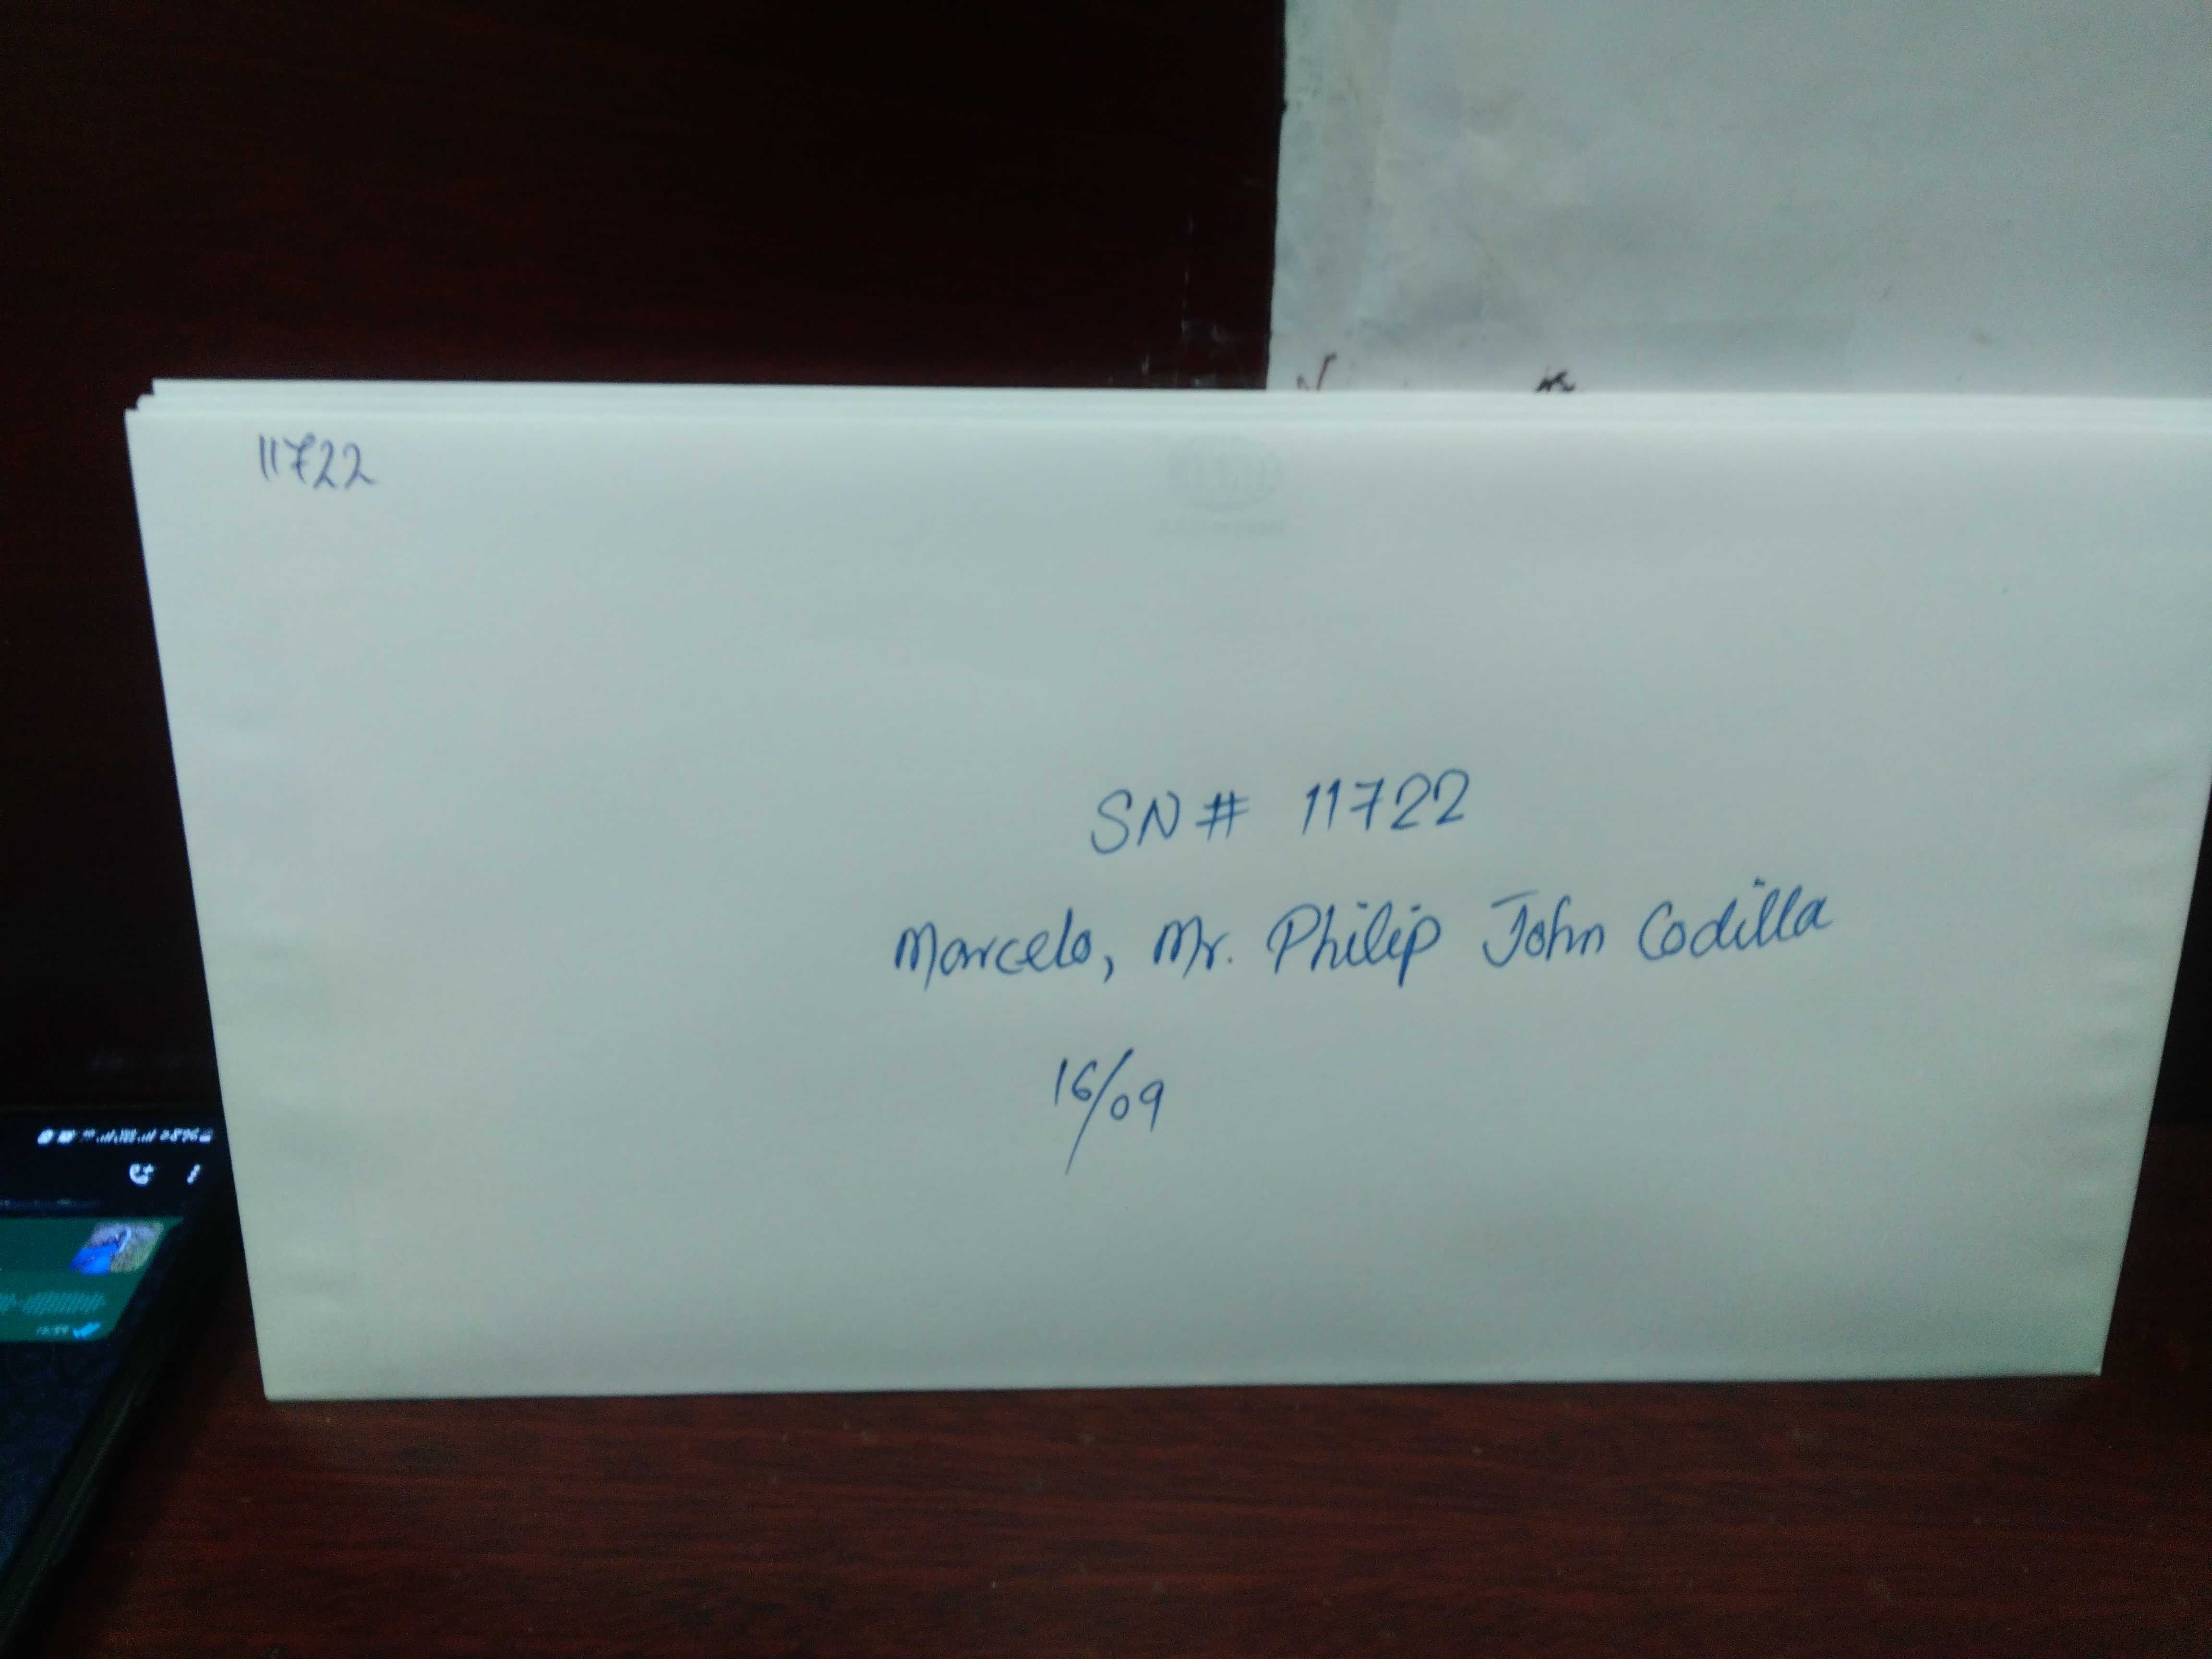 11722
SN# 11722
Marcelo, Mr. Philip John Codilla
16/09